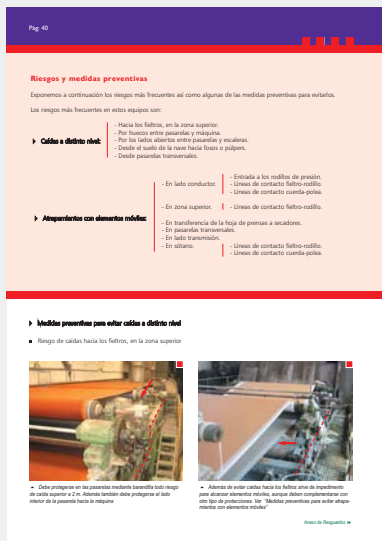 Pág. 40
Riesgos y medidas preventivas
Exponemos a continuación los riesgos más frecuentes así como algunas de las medidas preventivas para evitarlos.
Los riesgos más frecuentes en estos equipos son:
Caídas a distinto nivel:
- Hacia los fieltros, en la zona superior.
- Por huecos entre pasarelas y máquina.
- Por los lados abiertos entre pasarelas y escaleras.
- Desde el suelo de la nave hacia fosos o púlpers.
- Desde pasarelas transversales.
Atrapamientos con elementos móviles:
- En lado conductor.
- Entrada a los rodillos de presión.
- Líneas de contacto fieltro-rodillo.
- Líneas de contacto cuerda-polea.
- En zona superior.
- Líneas de contacto fieltro-rodillo.
- En transferencia de la hoja de prensas a secadores.
- En pasarelas transversales.
- En lado transmisión.
- En sótano.
- Líneas de contacto fieltro-rodillo.
- Líneas de contacto cuerda-polea.
Medidas preventivas para evitar caídas a distinto nivel
Riesgo de caídas hacia los fieltros, en la zona superior
Debe protegerse en las pasarelas mediante barandilla todo riesgo
de caída superior a 2 m. Además también debe protegerse el lado
interior de la pasarela hacia la máquina
Además de evitar caídas hacia los fieltros sirve de impedimento
para alcanzar elementos móviles, aunque deben complementarse con
otro tipo de protecciones. Ver "Medidas preventivas para evitar atrapa-
mientos con elementos móviles"
Anexo de Resguardos